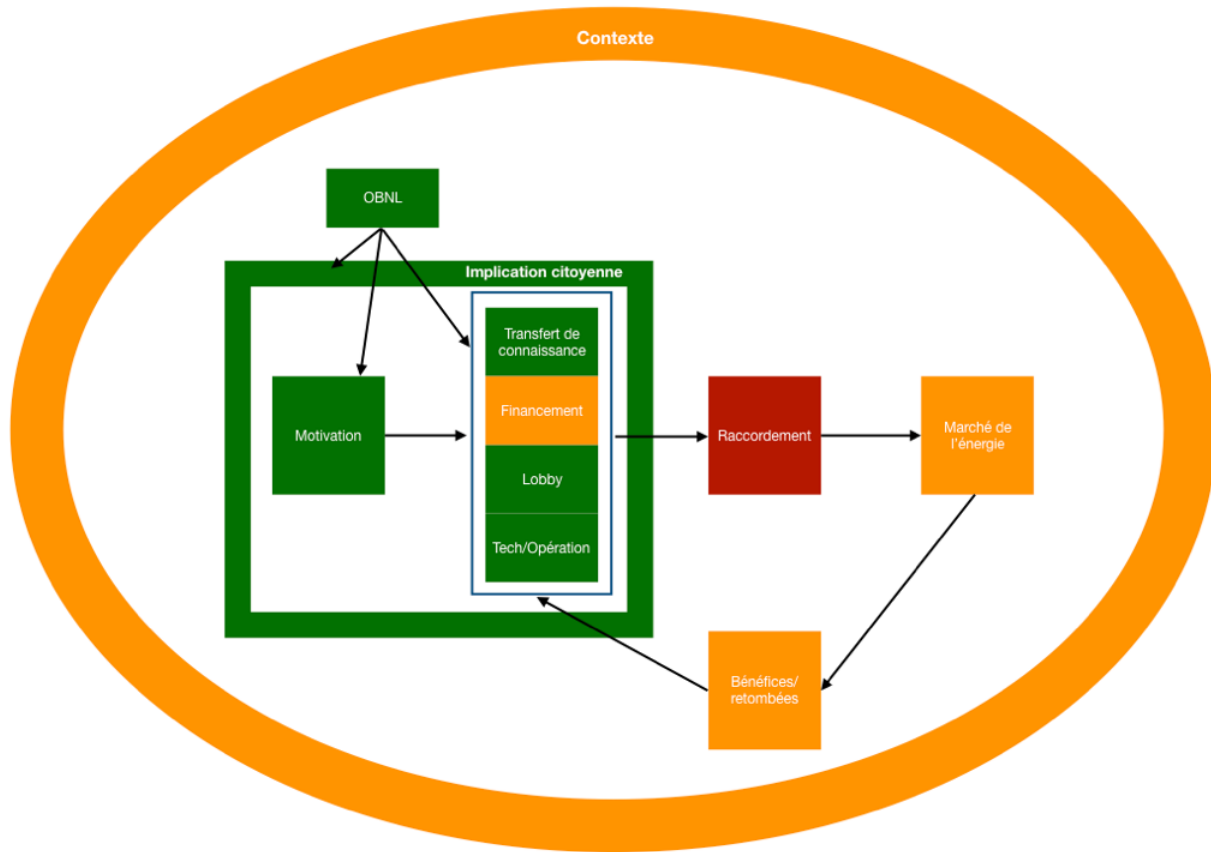 Contexte
OBNL
Implication citoyenne
Transfert de
connaissance
Financement
Motivation
Lobby
Tech/Opération
Raccordement
Marché de
l'énergie
Bénéfices/
retombées